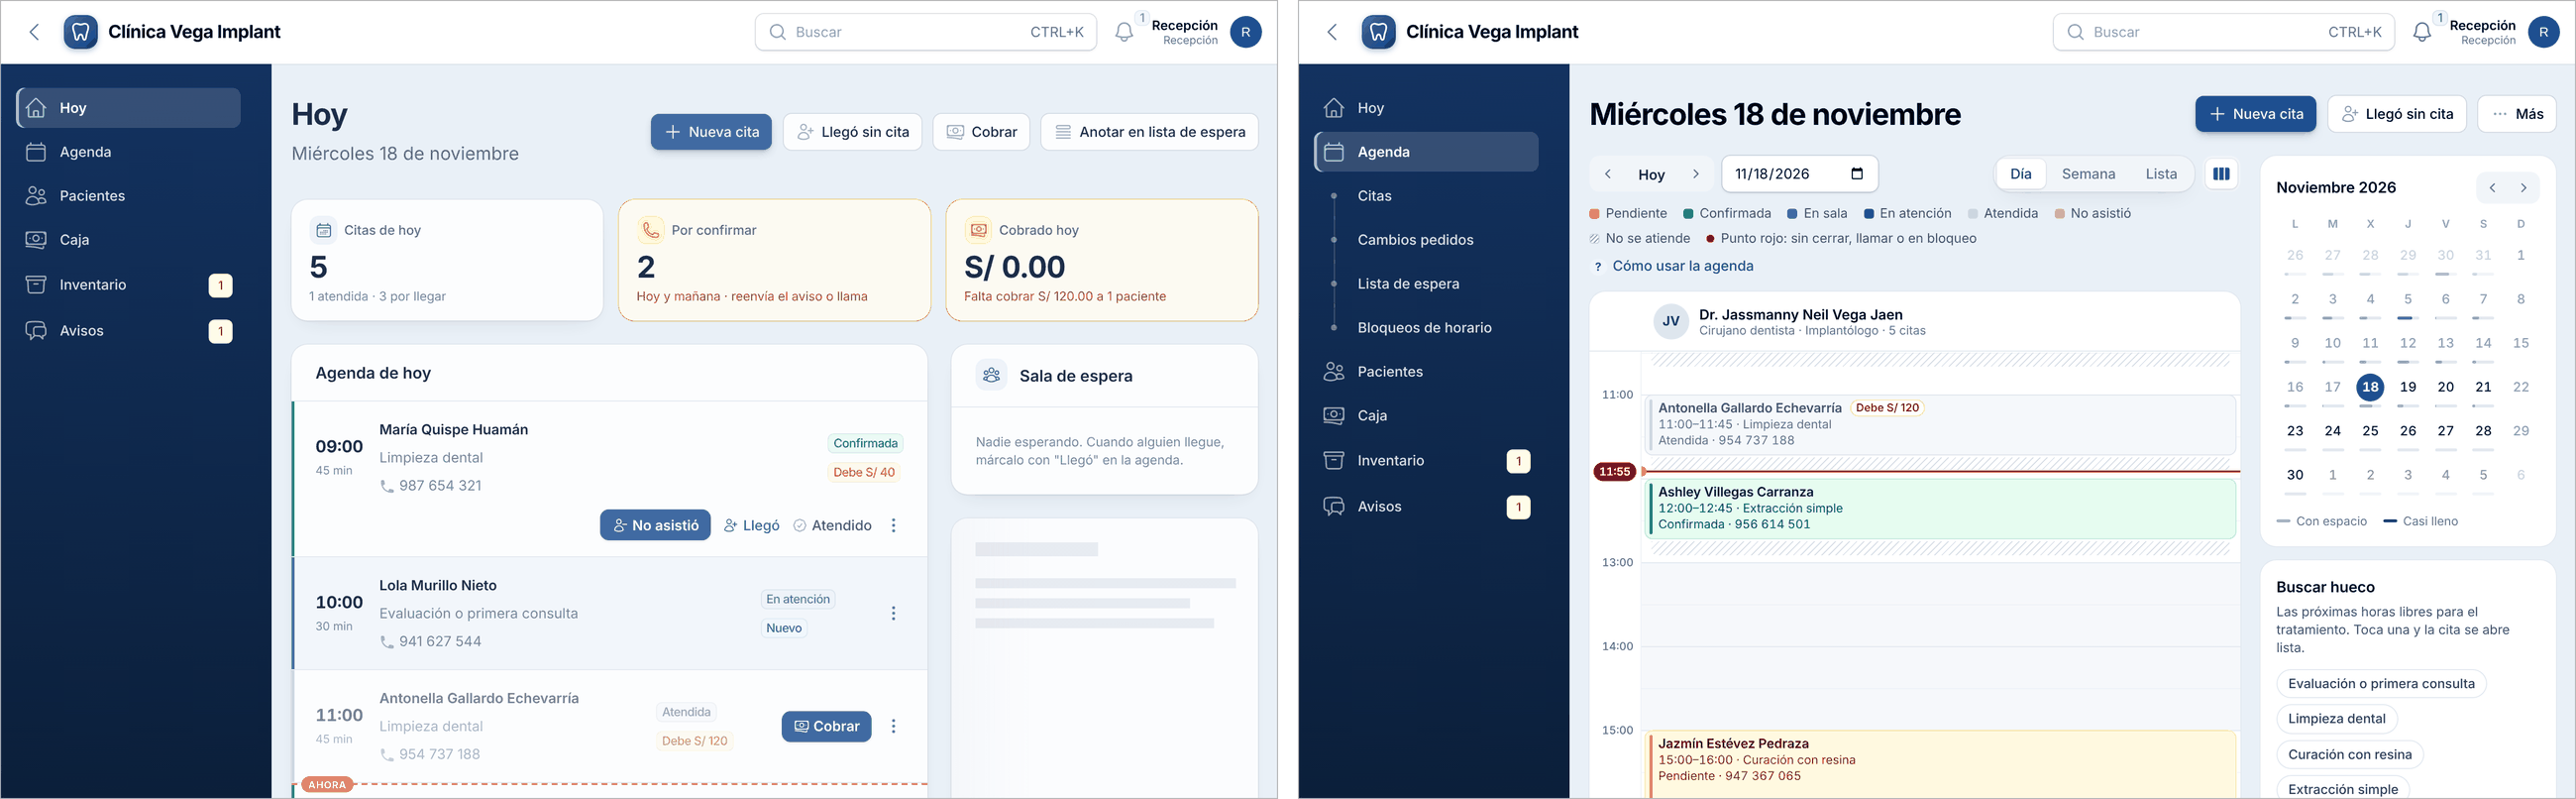 Clínica Vega Implant
Buscar CTRL+K
1
Recepción
Recepción
R
Hoy
Agenda
Pacientes
Caja
Inventario 1
Avisos 1
Hoy
Miércoles 18 de noviembre
Nueva cita
Llegó sin cita
Cobrar
Anotar en lista de espera
Citas de hoy
5
1 atendida · 3 por llegar
Por confirmar
2
Hoy y mañana · reenvía el aviso o llama
Cobrado hoy
S/ 0.00
Falta cobrar S/ 120.00 a 1 paciente
Agenda de hoy
09:00
45 min
María Quispe Huamán
Limpieza dental
987 654 321
Confirmada
Debe S/ 40
No asistió
Llegó
Atendido
10:00
30 min
Lola Murillo Nieto
Evaluación o primera consulta
941 627 544
En atención
Nuevo
11:00
45 min
Antonella Gallardo Echevarría
Limpieza dental
954 737 188
Atendida
Debe S/ 120
Cobrar
AHORA
Sala de espera
Nadie esperando. Cuando alguien llegue,
márcalo con "Llegó" en la agenda.
Clínica Vega Implant
Buscar CTRL+K
1
Recepción
Recepción
R
Hoy
Agenda
Citas
Cambios pedidos
Lista de espera
Bloqueos de horario
Pacientes
Caja
Inventario 1
Avisos 1
Miércoles 18 de noviembre
Nueva cita
Llegó sin cita
Más
Hoy
11/18/2026
Día Semana Lista
Pendiente Confirmada En sala En atención Atendida No asistió
No se atiende Punto rojo: sin cerrar, llamar o en bloqueo
? Cómo usar la agenda
JV
Dr. Jassmanny Neil Vega Jaen
Cirujano dentista · Implantólogo · 5 citas
11:00
Antonella Gallardo Echevarría Debe S/ 120
11:00–11:45 · Limpieza dental
Atendida · 954 737 188
11:55
Ashley Villegas Carranza
12:00–12:45 · Extracción simple
Confirmada · 956 614 501
13:00
14:00
15:00
Jazmín Estévez Pedraza
15:00–16:00 · Curación con resina
Pendiente · 947 367 065
Noviembre 2026
L M X J V S D
26 27 28 29 30 31 1
2 3 4 5 6 7 8
9 10 11 12 13 14 15
16 17 18 19 20 21 22
23 24 25 26 27 28 29
30 1 2 3 4 5 6
Con espacio Casi lleno
Buscar hueco
Las próximas horas libres para el
tratamiento. Toca una y la cita se abre
lista.
Evaluación o primera consulta
Limpieza dental
Curación con resina
Extracción simple